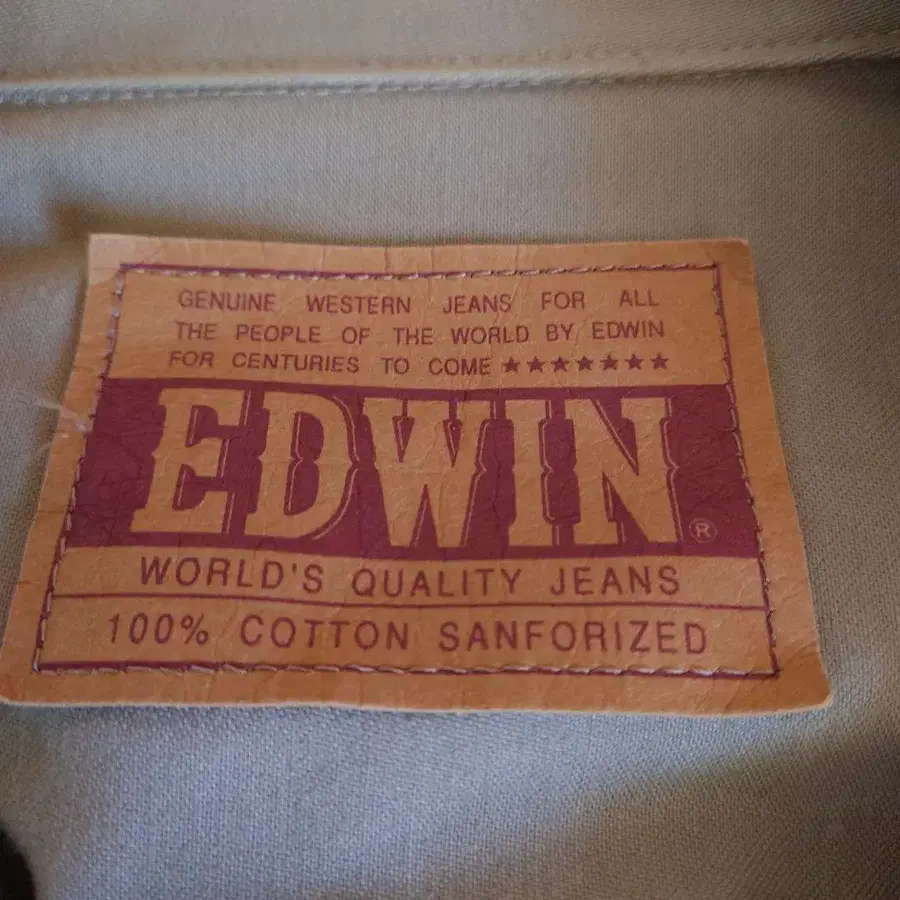 GENUINE WESTERN JEANS FOR ALL
THE PEOPLE OF THE WORLD BY EDWIN
FOR CENTURIES TO COME ★★★★★★★
EDWIN®
WORLD'S QUALITY JEANS
100% COTTON SANFORIZED